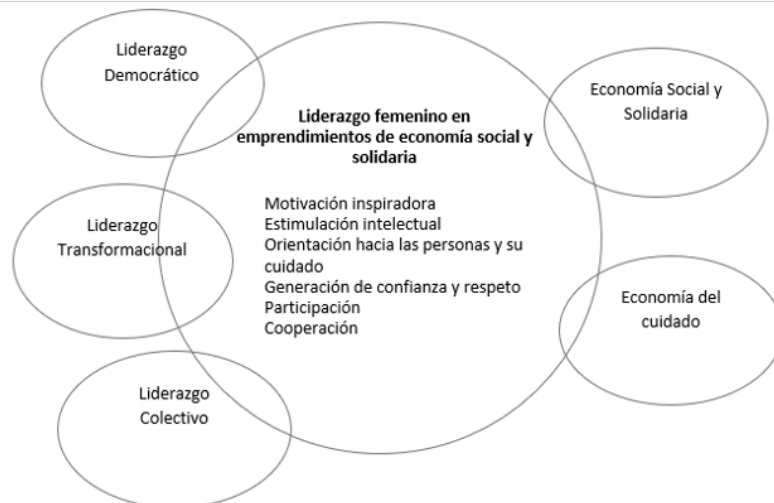 Liderazgo
Democrático
Liderazgo
Transformacional
Liderazgo
Colectivo
Liderazgo femenino en
emprendimientos de economía social y
solidaria
Motivación inspiradora
Estimulación intelectual
Orientación hacia las personas y su
cuidado
Generación de confianza y respeto
Participación
Cooperación
Economía Social y
Solidaria
Economía del
cuidado